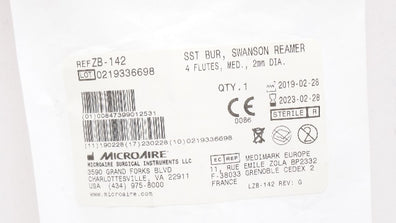 REF ZB-142
LOT 0219336698
SST BUR, SWANSON REAMER
4 FLUTES, MED., 2mm DIA.
QTY. 1
2019-02-26
2023-02-28
CE
0086
STERILE R
(01)00847399012531
(11)190228(17)230228(10)0219336698
MICROAIRE
MICROAIRE SURGICAL INSTRUMENTS LLC
3590 GRAND FORKS BLVD
CHARLOTTESVILLE, VA 22911
USA (434) 975-8000
www.microaire.com
EC REP MEDIMARK EUROPE
11, RUE EMILE ZOLA BP2332
F-38033 GRENOBLE CEDEX 2
FRANCE
LZB-142 REV: G